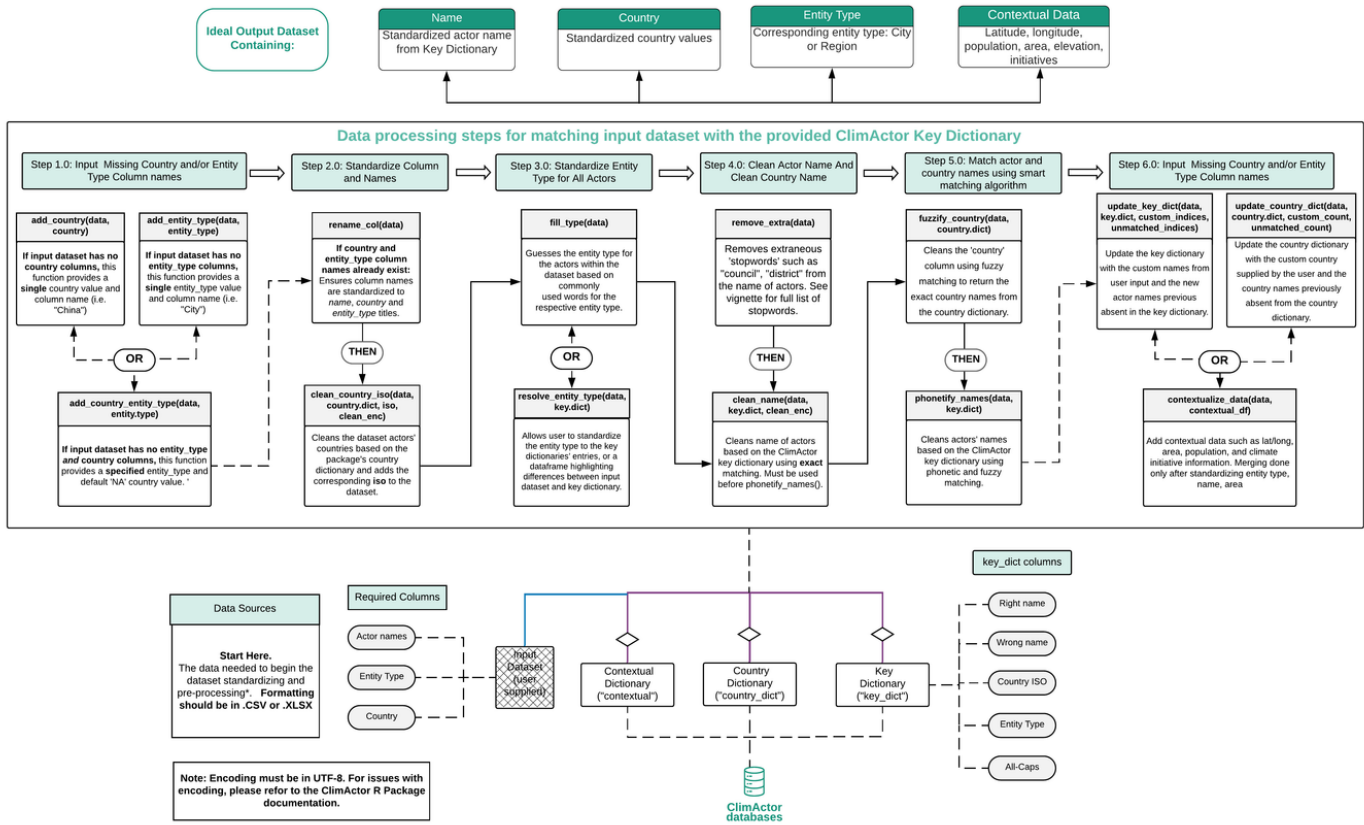 Ideal Output Dataset
Containing:
Name
Standardized actor name
from Key Dictionary
Country
Standardized country values
Entity Type
Corresponding entity type: City
or Region
Contextual Data
Latitude, longitude,
population, area, elevation,
initiatives
Data processing steps for matching input dataset with the provided ClimActor Key Dictionary
Step 1.0: Input Missing Country and/or Entity
Type Column names
Step 2.0: Standardize Column
and Names
Step 3.0: Standardize Entity
Type for All Actors
Step 4.0: Clean Actor Name And
Clean Country Name
Step 5.0: Match actor and
country names using smart
matching algorithm
Step 6.0: Input Missing Country and/or Entity
Type Column names
add_country(data,
country)
If input dataset has no
country columns, this
function provides a
single country value and
column name (i.e.
"China")
add_entity_type(data,
entity_type)
If input dataset has no
entity_type columns,
this function provides a
single entity_type value
and column name (i.e.
"City")
OR
add_country_entity_type(data,
entity.type)
If input dataset has no entity_type
and country columns, this function
provides a specified entity_type and
default 'NA' country value. '
rename_col(data)
If country and
entity_type column
names already exist:
Ensures column names
are standardized to
name, country and
entity_type titles.
THEN
clean_country_iso(data,
country.dict, iso,
clean_enc)
Cleans the dataset actors'
countries based on the
package's country
dictionary and adds the
corresponding iso to the
dataset.
fill_type(data)
Guesses the entity type for
the actors within the
dataset based on
commonly
used words for the
respective entity type.
OR
resolve_entity_type(data,
key.dict)
Allows user to standardize
the entity type to the key
dictionaries' entries, or a
dataframe highlighting
differences between input
dataset and key dictionary.
remove_extra(data)
Removes extraneous
'stopwords' such as
"council", "district" from
the name of actors. See
vignette for full list of
stopwords.
THEN
clean_name(data,
key.dict, clean_enc)
Cleans name of actors
based on the ClimActor
key dictionary using exact
matching. Must be used
before phonetify_names().
fuzzify_country(data,
country.dict)
Cleans the 'country'
column using fuzzy
matching to return the
exact country names from
the country dictionary.
THEN
phonetify_names(data,
key.dict)
Cleans actors' names
based on the ClimActor
key dictionary using
phonetic and fuzzy
matching.
update_key_dict(data,
key.dict, custom_indices,
unmatched_indices)
Update the key dictionary
with the custom names from
user input and the new
actor names previous
absent in the key dictionary.
update_country_dict(data,
country.dict, custom_count,
unmatched_count)
Update the country dictionary
with the custom country
supplied by the user and the
country names previously
absent from the country
dictionary.
OR
contextualize_data(data,
contextual_df)
Add contextual data such as lat/long,
area, population, and climate
initiative information. Merging done
only after standardizing entity type,
name, area
Data Sources
Start Here.
The data needed to begin the
dataset standardizing and
pre-processing*. Formatting
should be in .CSV or .XLSX
Note: Encoding must be in UTF-8. For issues with
encoding, please refor to the ClimActor R Package
documentation.
Required Columns
Actor names
Entity Type
Country
Input
Dataset
(user
supplied)
Contextual
Dictionary
("contextual")
Country
Dictionary
("country_dict")
Key
Dictionary
("key_dict")
key_dict columns
Right name
Wrong name
Country ISO
Entity Type
All-Caps
ClimActor
databases